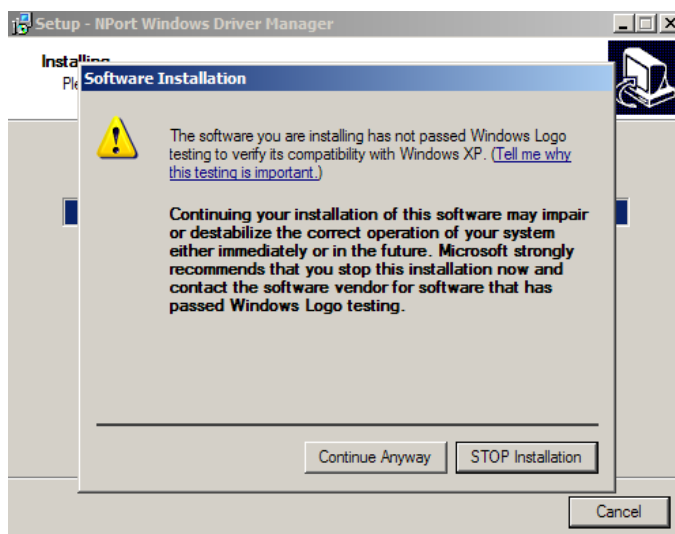 Setup - NPort Windows Driver Manager
Installing
Software Installation
The software you are installing has not passed Windows Logo
testing to verify its compatibility with Windows XP. (Tell me why
this testing is important.)
Continuing your installation of this software may impair
or destabilize the correct operation of your system
either immediately or in the future. Microsoft strongly
recommends that you stop this installation now and
contact the software vendor for software that has
passed Windows Logo testing.
Continue Anyway
STOP Installation
Cancel